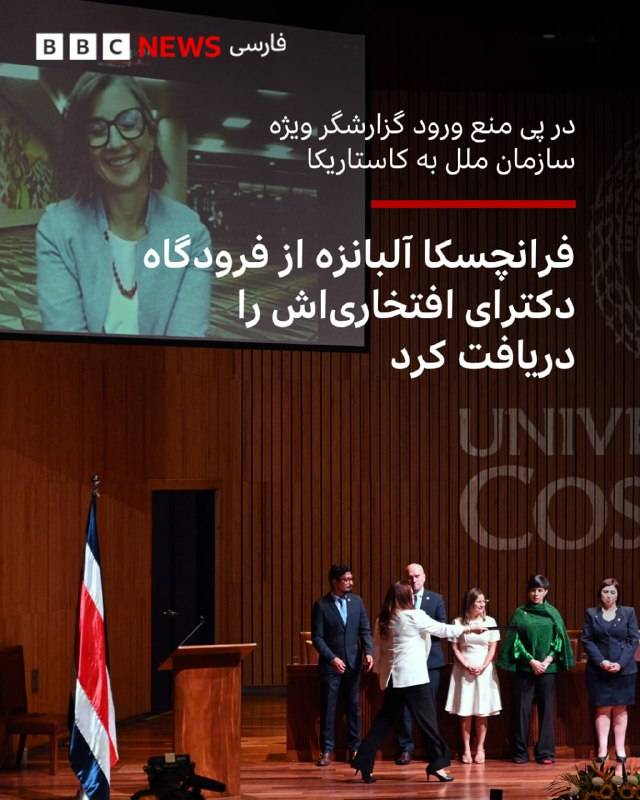 BBC NEWS فارسی
در پی منع ورود گزارشگر ویژه
سازمان ملل به کاستاریکا
فرانچسکا آلبانزه از فرودگاه
دکترای افتخاری‌اش را
دریافت کرد
UNIV
COS